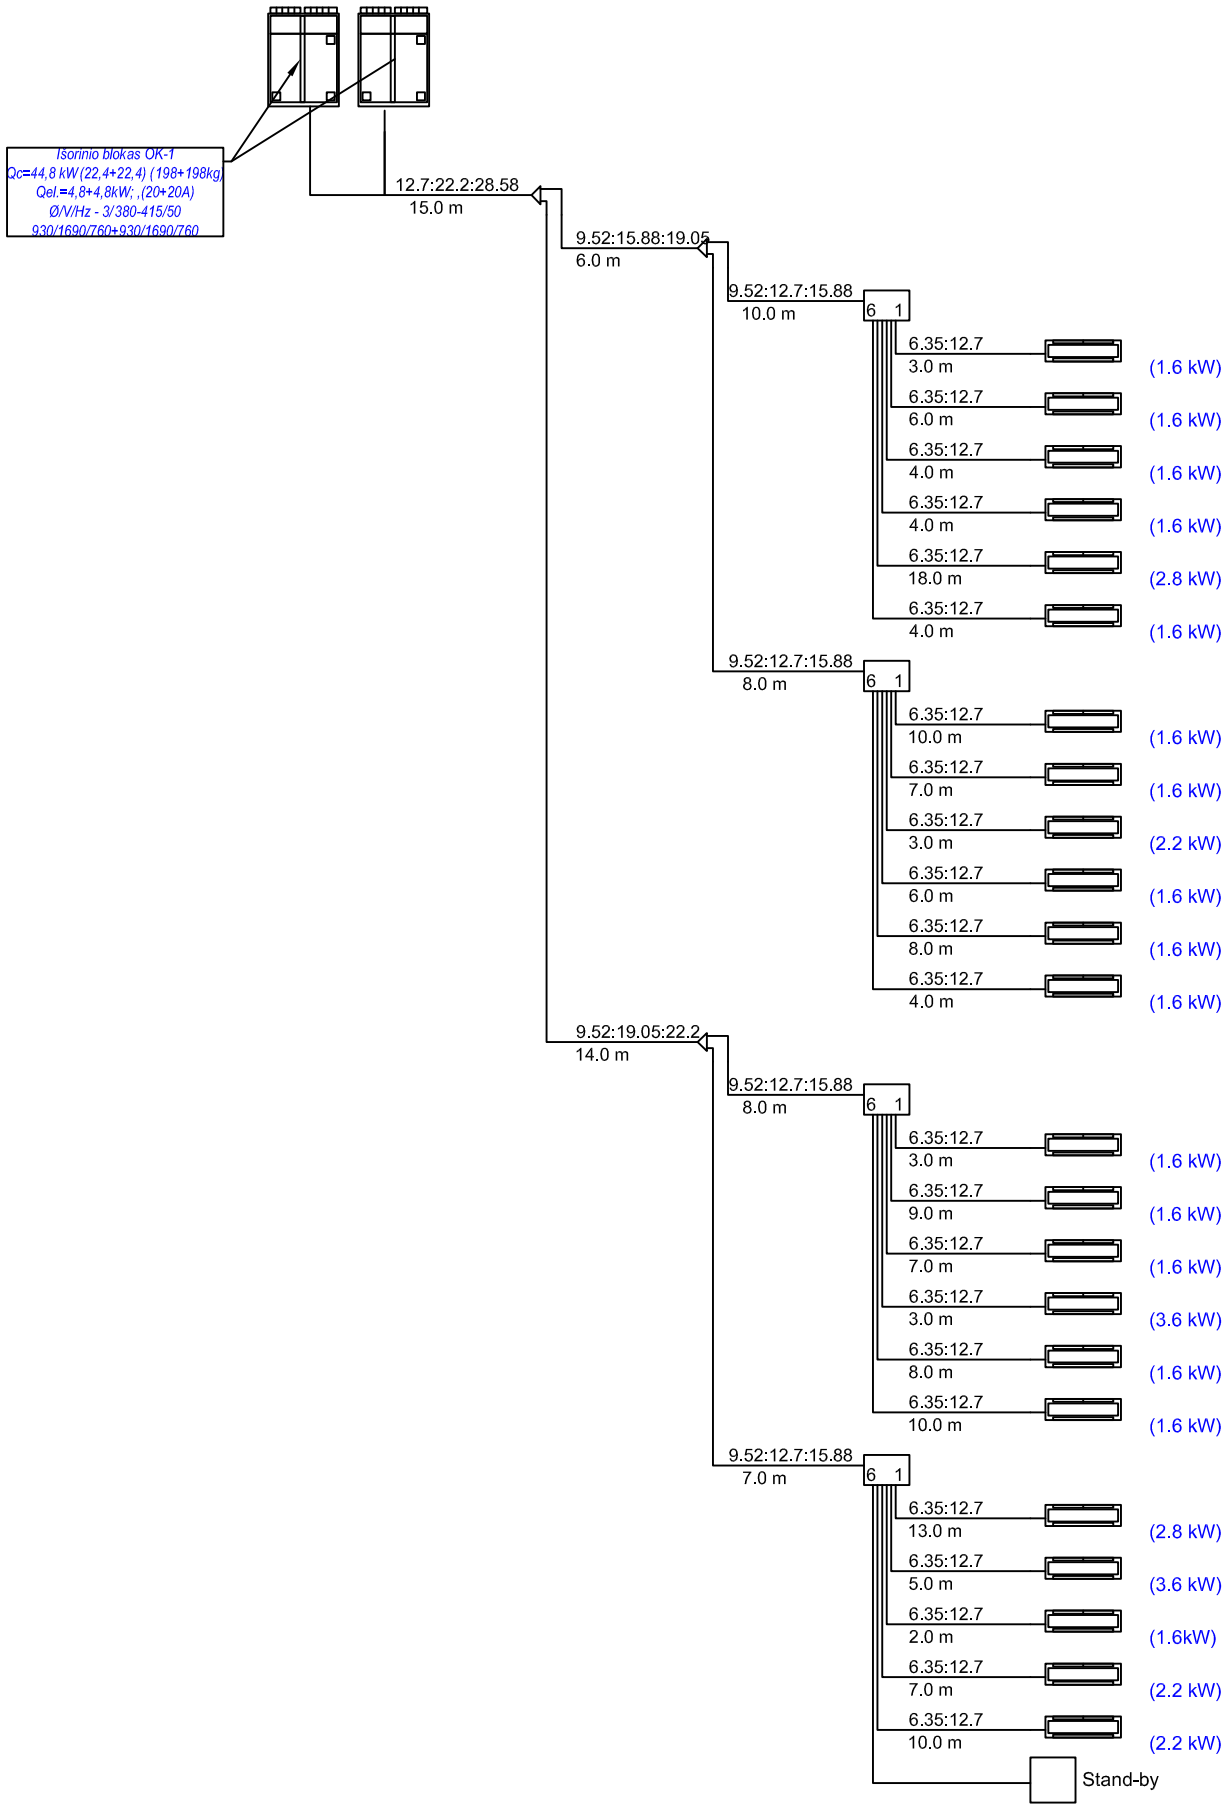 Išorinio blokas OK-1
Qc=44,8 kW (22,4+22,4) (198+198kg)
Qel.=4,8+4,8kW; ,(20+20A)
Ø/V/Hz - 3/ 380-415/50
930/1690/760+930/1690/760
12.7:22.2:28.58
15.0 m
9.52:15.88:19.05
6.0 m
9.52:12.7:15.88
10.0 m
6 1
6.35:12.7
3.0 m
(1.6 kW)
6.35:12.7
6.0 m
(1.6 kW)
6.35:12.7
4.0 m
(1.6 kW)
6.35:12.7
4.0 m
(1.6 kW)
6.35:12.7
18.0 m
(2.8 kW)
6.35:12.7
4.0 m
(1.6 kW)
9.52:12.7:15.88
8.0 m
6 1
6.35:12.7
10.0 m
(1.6 kW)
6.35:12.7
7.0 m
(1.6 kW)
6.35:12.7
3.0 m
(2.2 kW)
6.35:12.7
6.0 m
(1.6 kW)
6.35:12.7
8.0 m
(1.6 kW)
6.35:12.7
4.0 m
(1.6 kW)
9.52:19.05:22.2
14.0 m
9.52:12.7:15.88
8.0 m
6 1
6.35:12.7
3.0 m
(1.6 kW)
6.35:12.7
9.0 m
(1.6 kW)
6.35:12.7
7.0 m
(1.6 kW)
6.35:12.7
3.0 m
(3.6 kW)
6.35:12.7
8.0 m
(1.6 kW)
6.35:12.7
10.0 m
(1.6 kW)
9.52:12.7:15.88
7.0 m
6 1
6.35:12.7
13.0 m
(2.8 kW)
6.35:12.7
5.0 m
(3.6 kW)
6.35:12.7
2.0 m
(1.6kW)
6.35:12.7
7.0 m
(2.2 kW)
6.35:12.7
10.0 m
(2.2 kW)
Stand-by